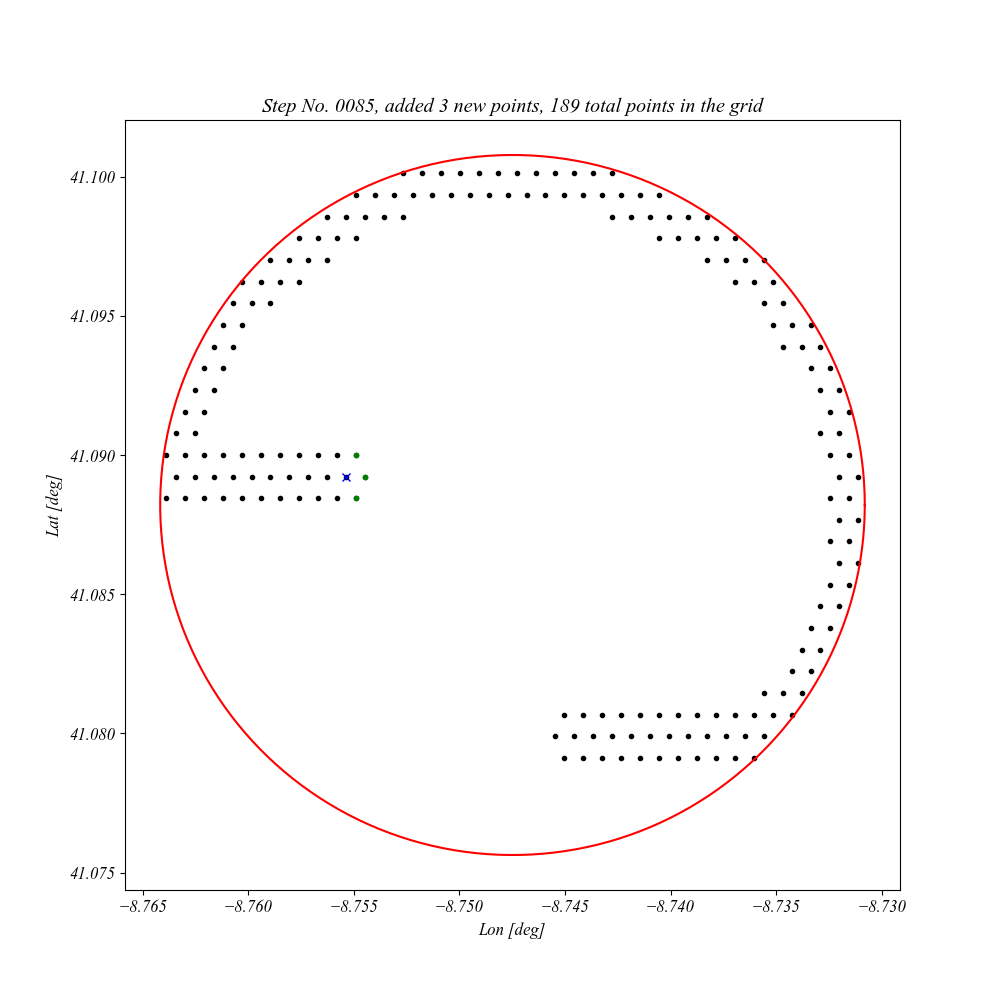 Step No. 0085, added 3 new points, 189 total points in the grid
41.100
41.095
41.090
41.085
41.080
41.075
Lat [deg]
−8.765 −8.760 −8.755 −8.750 −8.745 −8.740 −8.735 −8.730
Lon [deg]